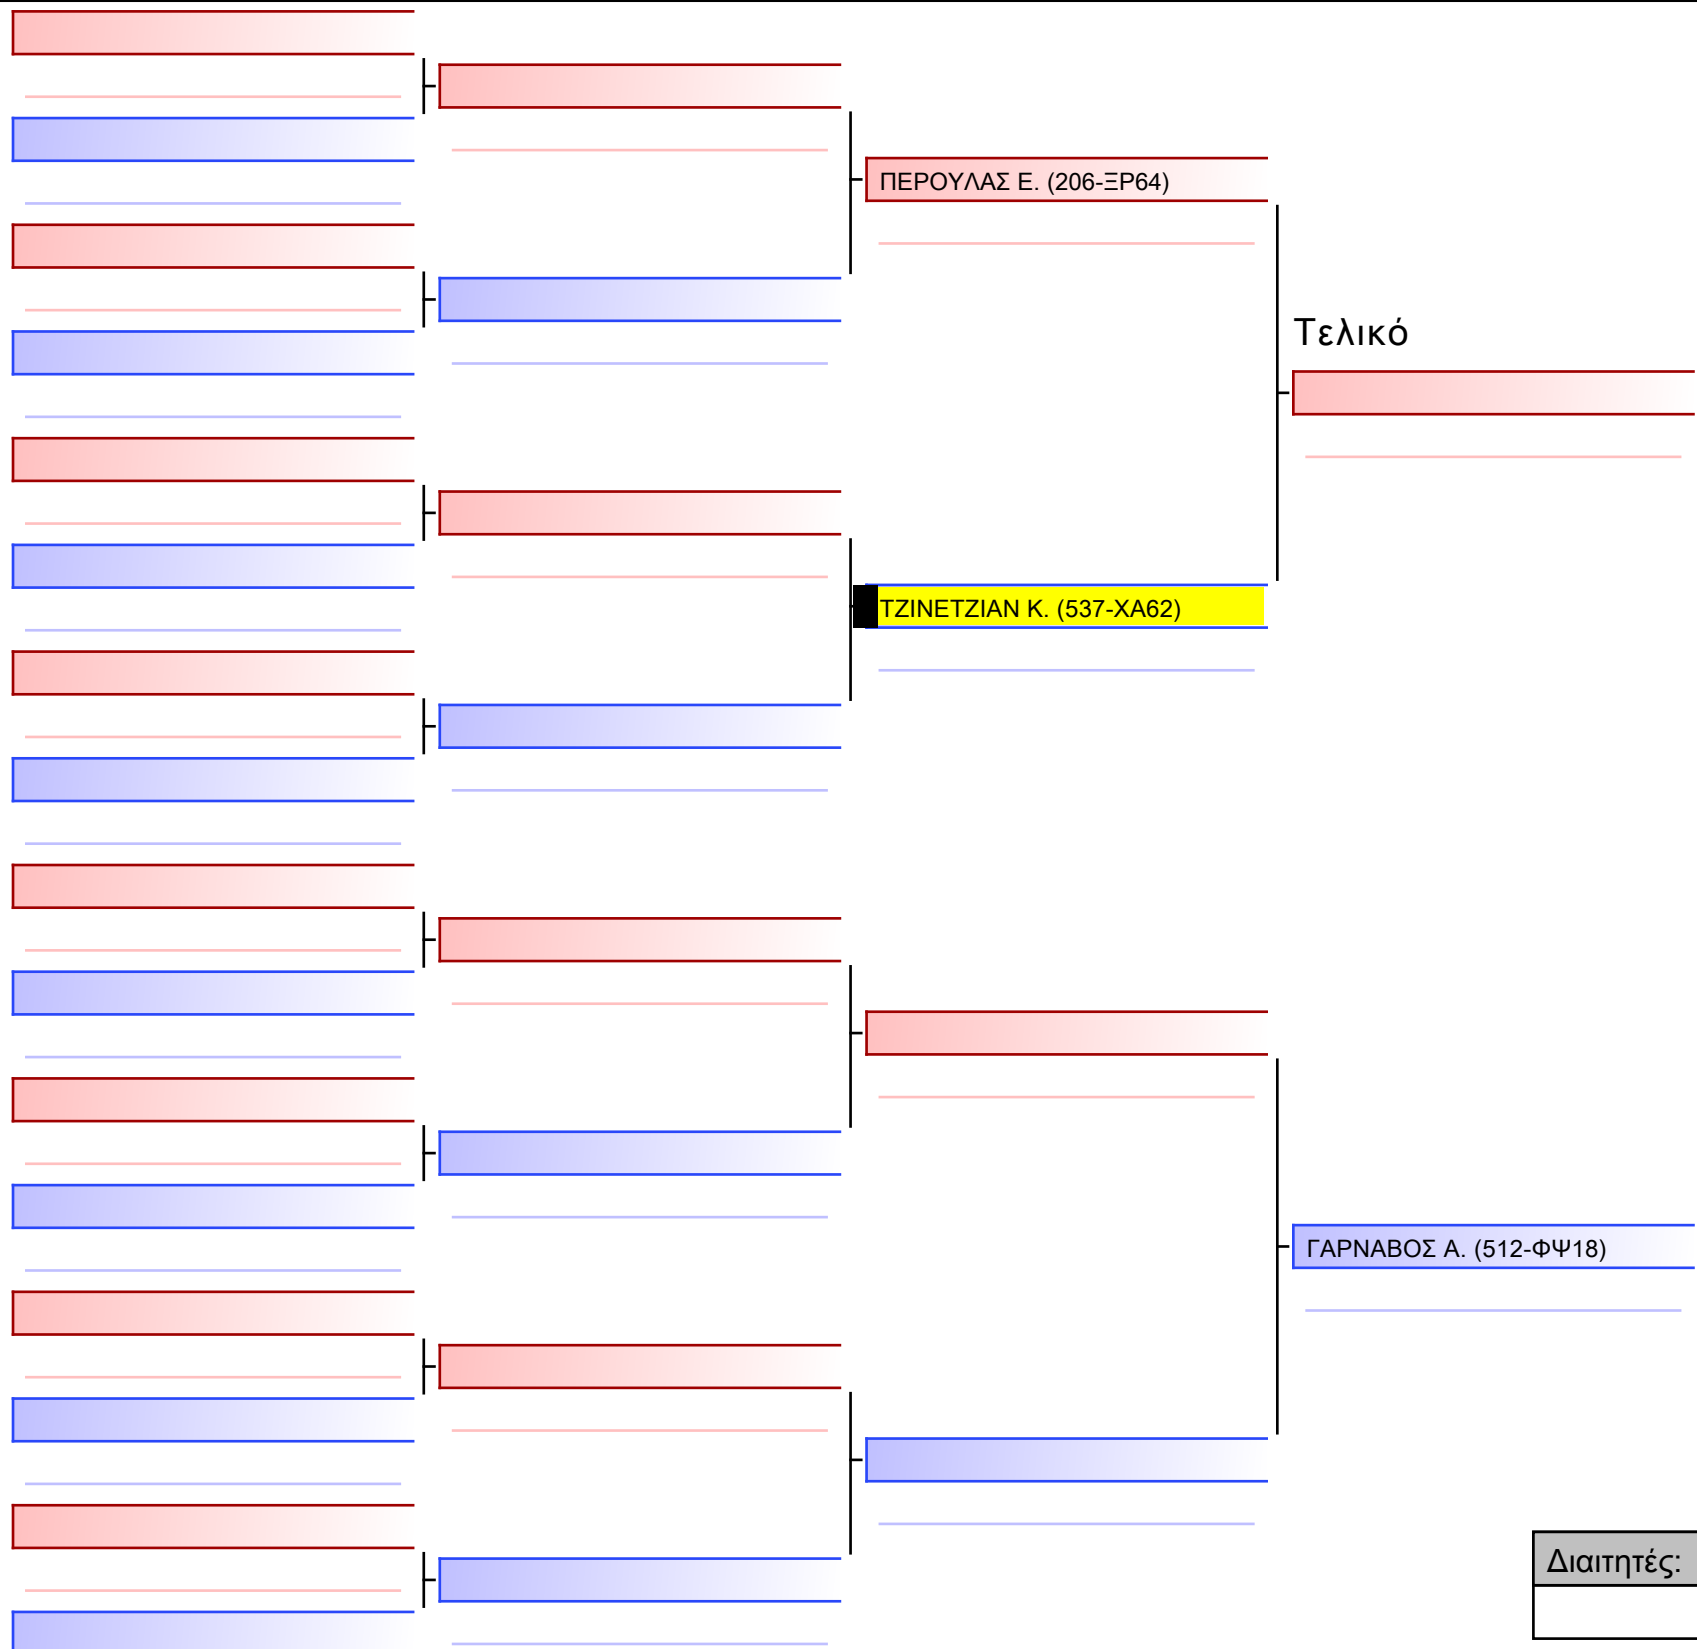 ΠΕΡΟΥΛΑΣ Ε. (206-ΞΡ64)
Τελικό
ΤΖΙΝΕΤΖΙΑΝ Κ. (537-ΧΑ62)
ΓΑΡΝΑΒΟΣ Α. (512-ΦΨ18)
Διαιτητές: